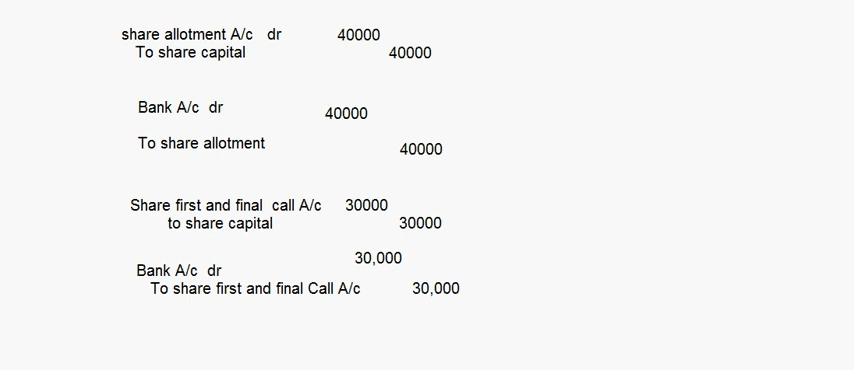 share allotment A/c dr 40000
To share capital 40000
Bank A/c dr 40000
To share allotment 40000
Share first and final call A/c 30000
to share capital 30000
Bank A/c dr 30,000
To share first and final Call A/c 30,000